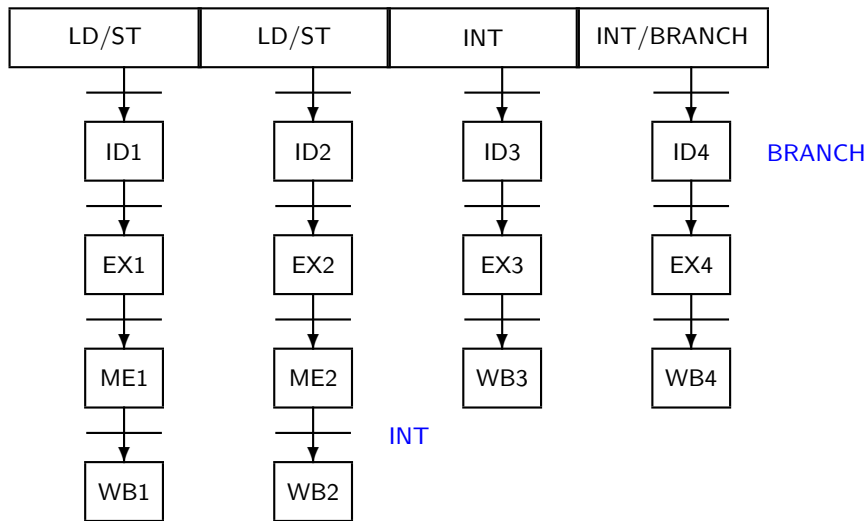 LD/ST LD/ST INT INT/BRANCH
ID1 ID2 ID3 ID4 BRANCH
EX1 EX2 EX3 EX4
ME1 ME2 WB3 WB4
INT
WB1 WB2